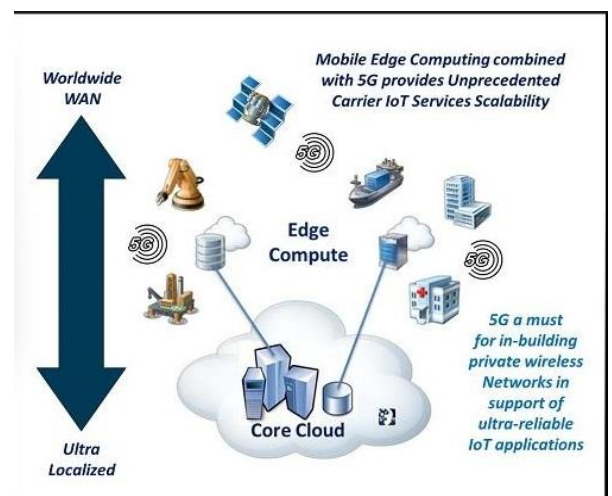 Worldwide
WAN
Mobile Edge Computing combined
with 5G provides Unprecedented
Carrier IoT Services Scalability
5G
Edge
Compute
5G
5G
5G a must
for in-building
private wireless
Networks in
support of
ultra-reliable
IoT applications
Core Cloud
Ultra
Localized